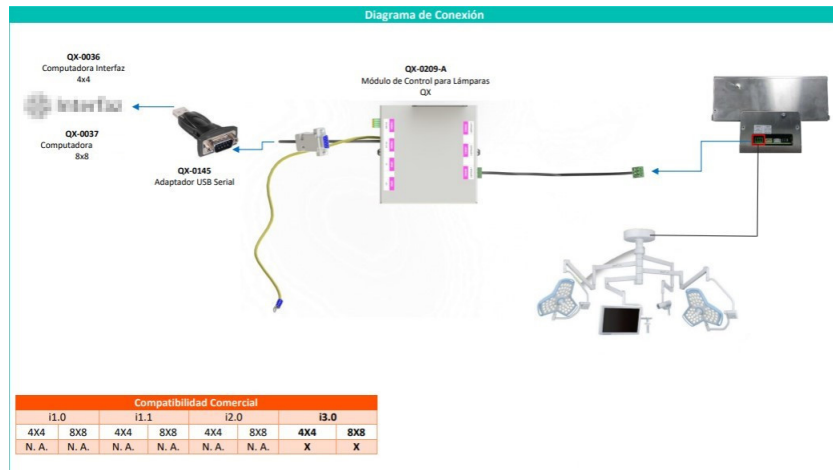 Diagrama de Conexión
QX-0036
Computadora Interfaz
4x4
QX-0037
Computadora
8x8
QX-0145
Adaptador USB Serial
QX-0209-A
Módulo de Control para Lámparas
QX
Compatibilidad Comercial
i1.0 i1.1 i2.0 i3.0
4X4 8X8 4X4 8X8 4X4 8X8 4X4 8X8
N. A. N. A. N. A. N. A. N. A. N. A. X X